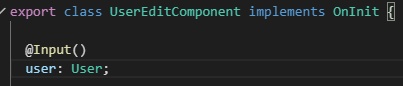 export class UserEditComponent implements OnInit {
@Input()
user: User;